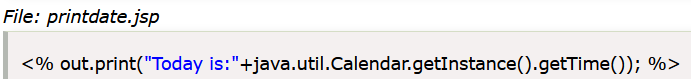 File: printdate.jsp
<% out.print("Today is:"+java.util.Calendar.getInstance().getTime()); %>